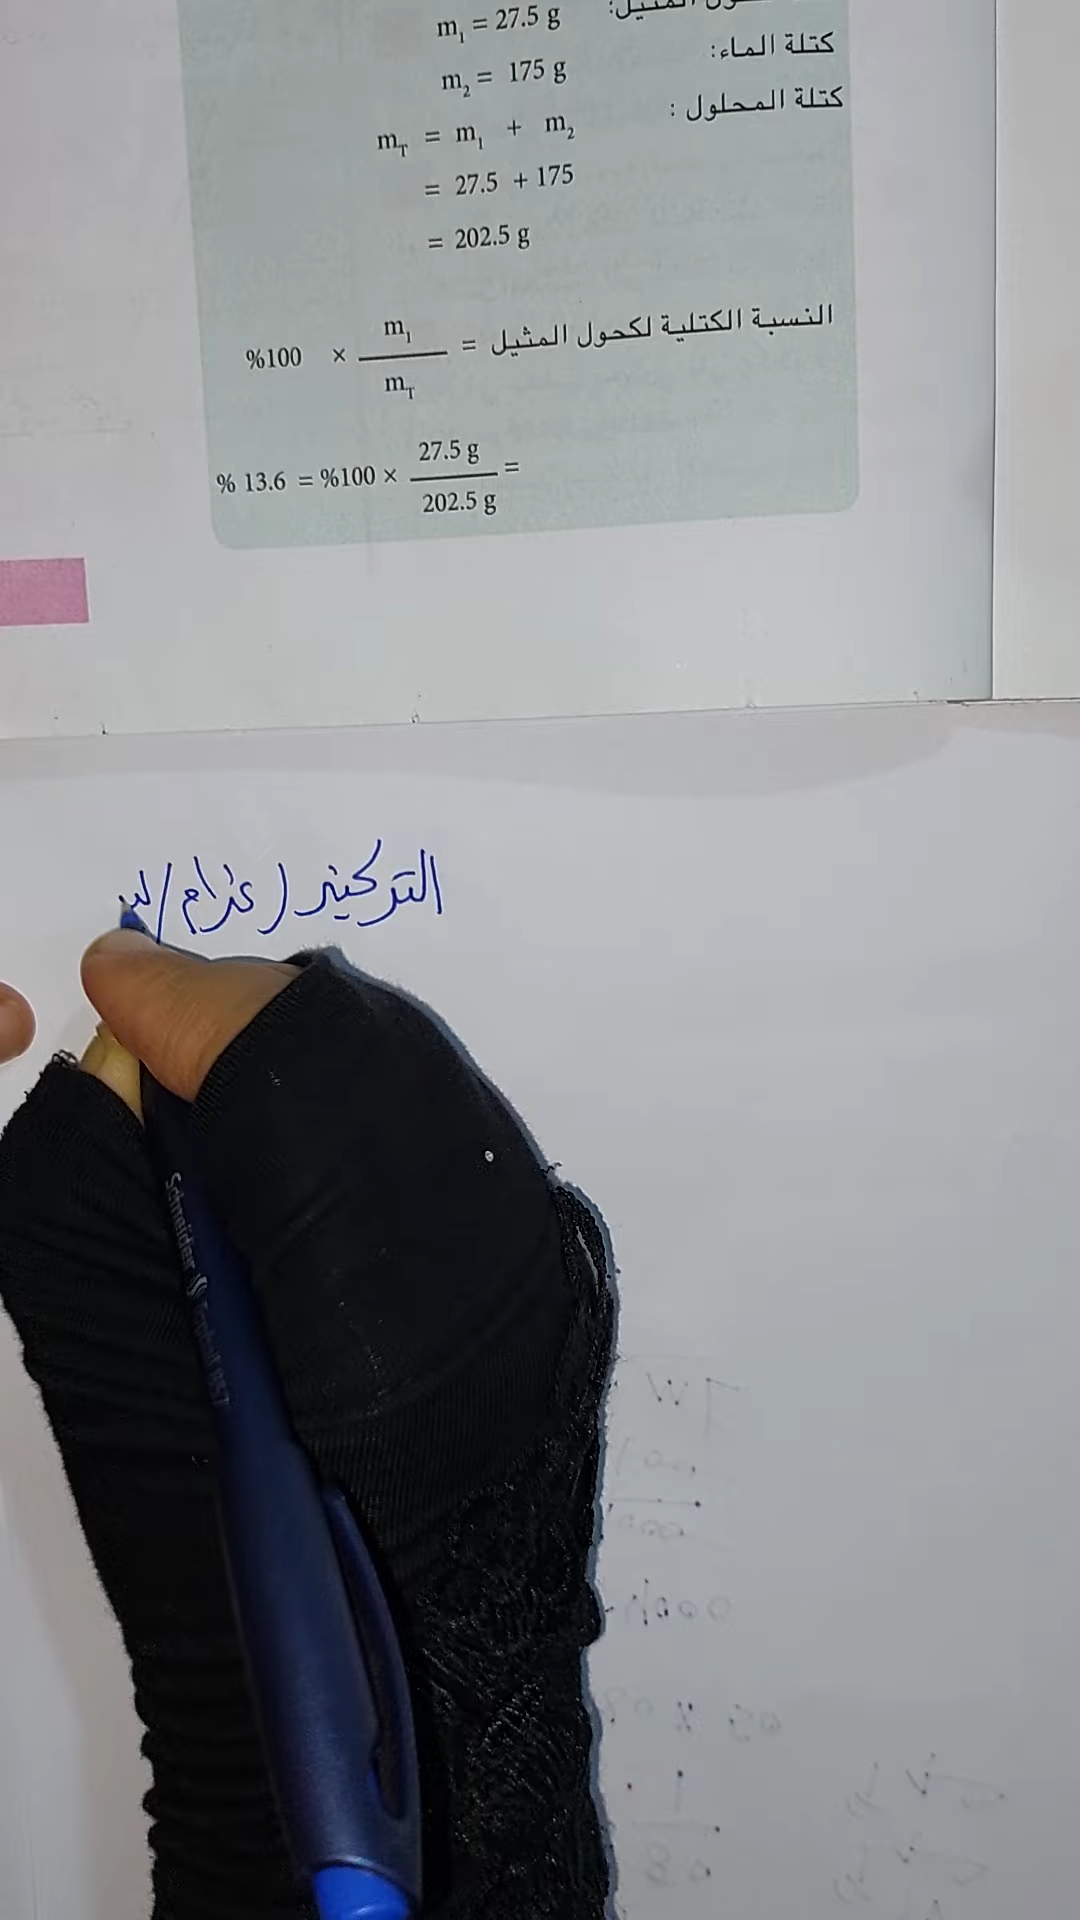 m₁ = 27.5 g
كتلة الماء:
m₂ = 175 g
كتلة المحلول :
m_T = m₁ + m₂
= 27.5 + 175
= 202.5 g
النسبة الكتلية لكحول المثيل = m₁ / m_T × %100
= 27.5 g / 202.5 g × %100 = % 13.6
التركيز (غرام/
Schneider